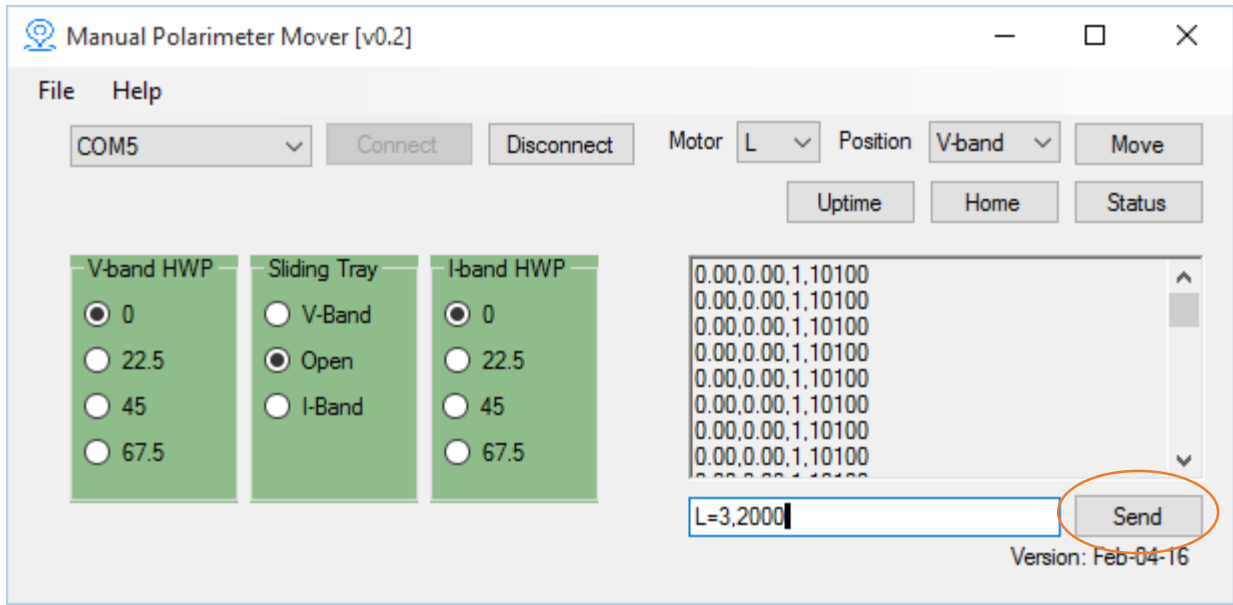 Manual Polarimeter Mover [v0.2]
File Help
COM5 Connect Disconnect Motor L Position V-band Move
Uptime Home Status
V-band HWP Sliding Tray I-band HWP
0 V-Band 0
22.5 Open 22.5
45 I-Band 45
67.5 67.5
0.00,0.00,1,10100
0.00,0.00,1,10100
0.00,0.00,1,10100
0.00,0.00,1,10100
0.00,0.00,1,10100
0.00,0.00,1,10100
0.00,0.00,1,10100
0.00,0.00,1,10100
L=3,2000 Send
Version: Feb-04-16